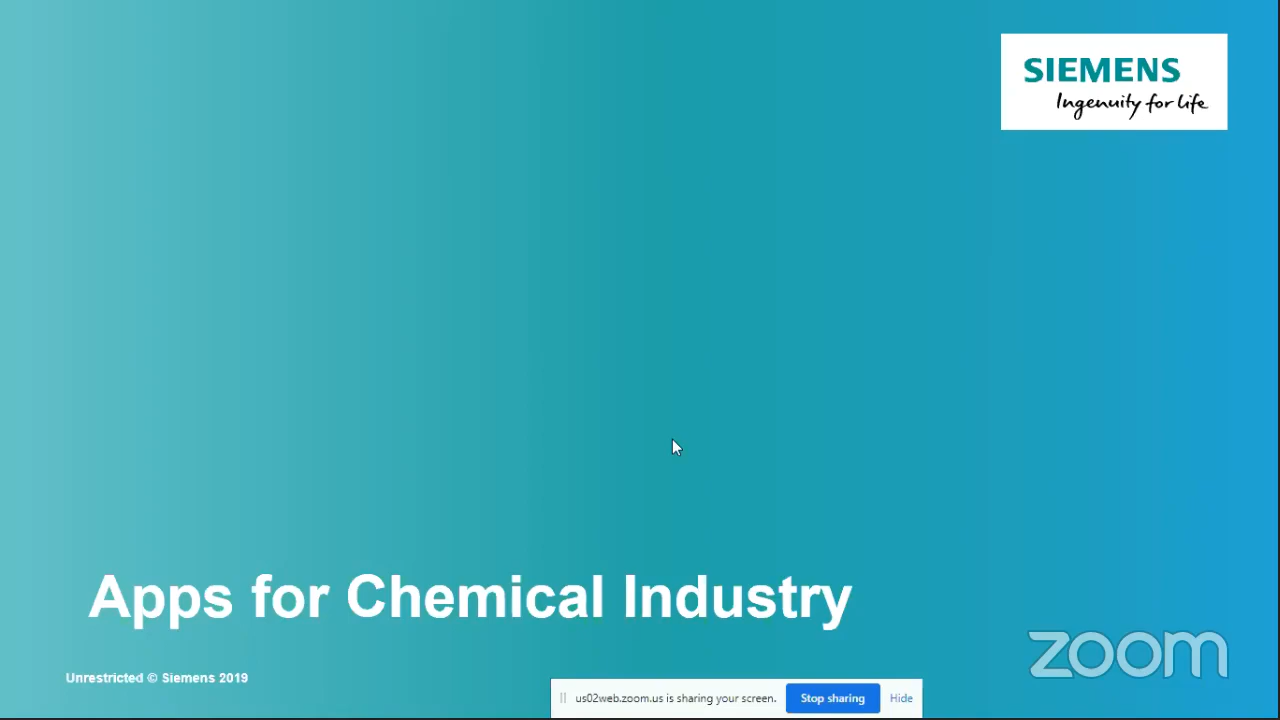 SIEMENS
Ingenuity for life
Apps for Chemical Industry
zoom
Unrestricted © Siemens 2019
us02web.zoom.us is sharing your screen.
Stop sharing
Hide